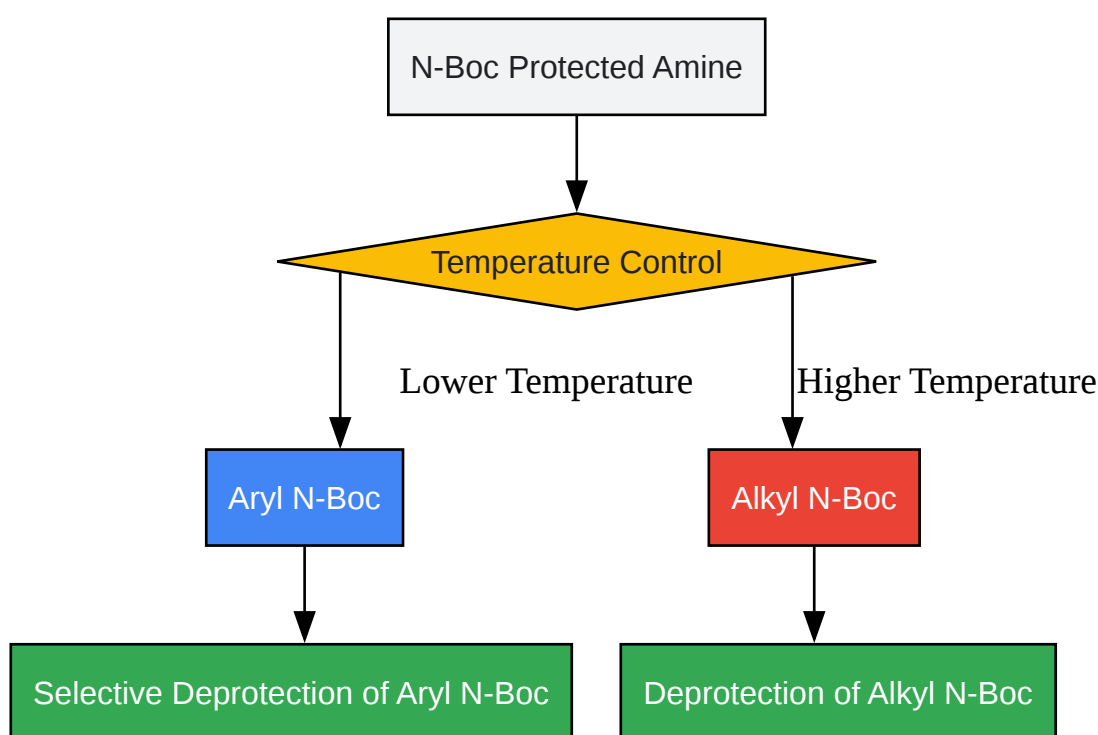 N-Boc Protected Amine
Temperature Control
Lower Temperature
Higher Temperature
Aryl N-Boc
Alkyl N-Boc
Selective Deprotection of Aryl N-Boc
Deprotection of Alkyl N-Boc